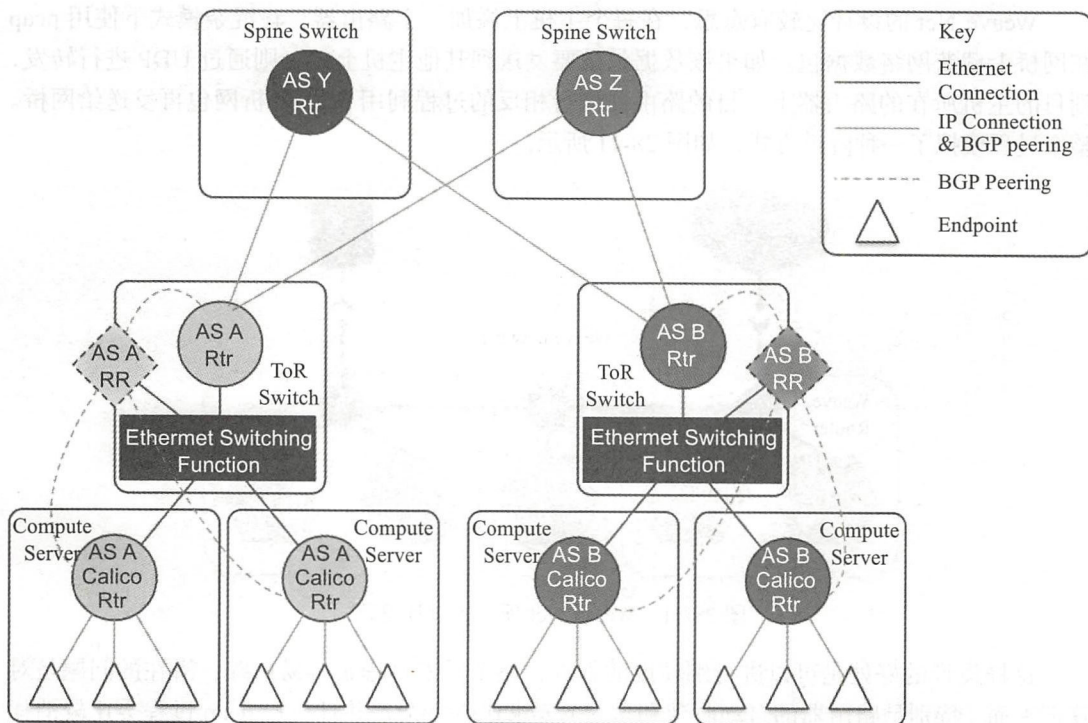 Spine Switch
AS Y
Rtr
Spine Switch
AS Z
Rtr
Key
Ethernet
Connection
IP Connection
& BGP peering
BGP Peering
Endpoint
AS A
RR
AS A
Rtr
ToR
Switch
Ethermet Switching
Function
AS B
Rtr
AS B
RR
ToR
Switch
Ethermet Switching
Function
Compute
Server
AS A
Calico
Rtr
Compute
Server
AS A
Calico
Rtr
Compute
Server
AS B
Calico
Rtr
Compute
Server
AS B
Calico
Rtr